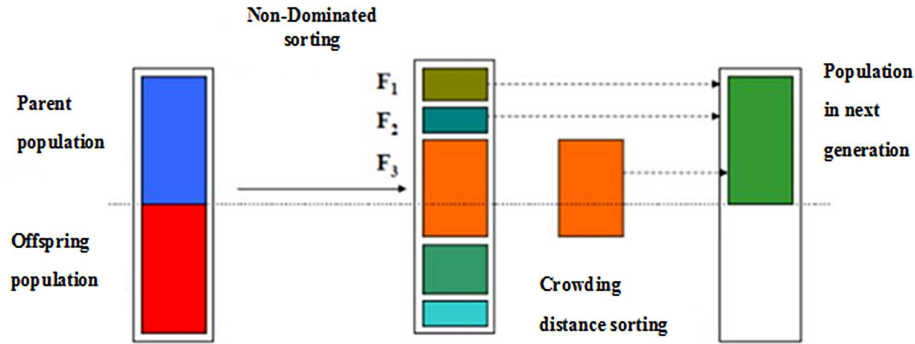 Non-Dominated
sorting
Parent
population
Offspring
population
F1
F2
F3
Crowding
distance sorting
Population
in next
generation